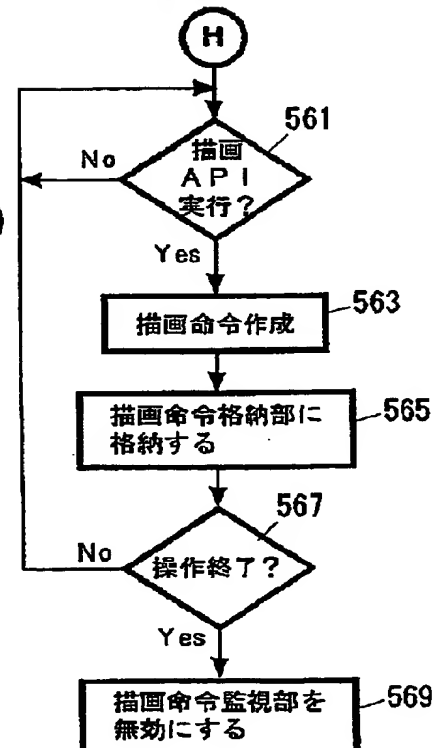 H
561
描画
API
実行？
No
Yes
563
描画命令作成
565
描画命令格納部に
格納する
567
操作終了？
No
Yes
569
描画命令監視部を
無効にする